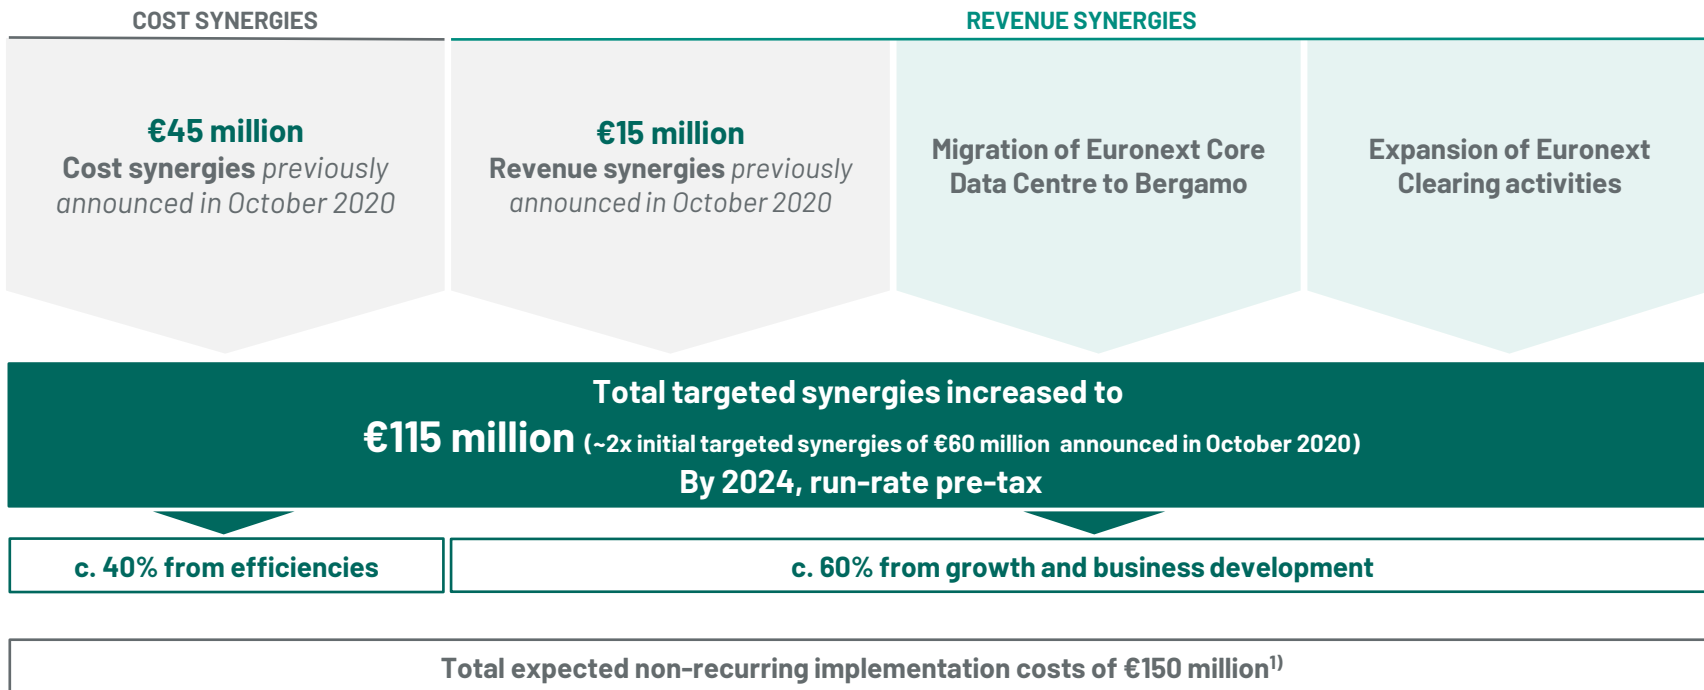 COST SYNERGIES
REVENUE SYNERGIES
€45 million
Cost synergies previously
announced in October 2020
€15 million
Revenue synergies previously
announced in October 2020
Migration of Euronext Core
Data Centre to Bergamo
Expansion of Euronext
Clearing activities
Total targeted synergies increased to
€115 million (~2x initial targeted synergies of €60 million announced in October 2020)
By 2024, run-rate pre-tax
c. 40% from efficiencies
c. 60% from growth and business development
Total expected non-recurring implementation costs of €150 million¹⁾